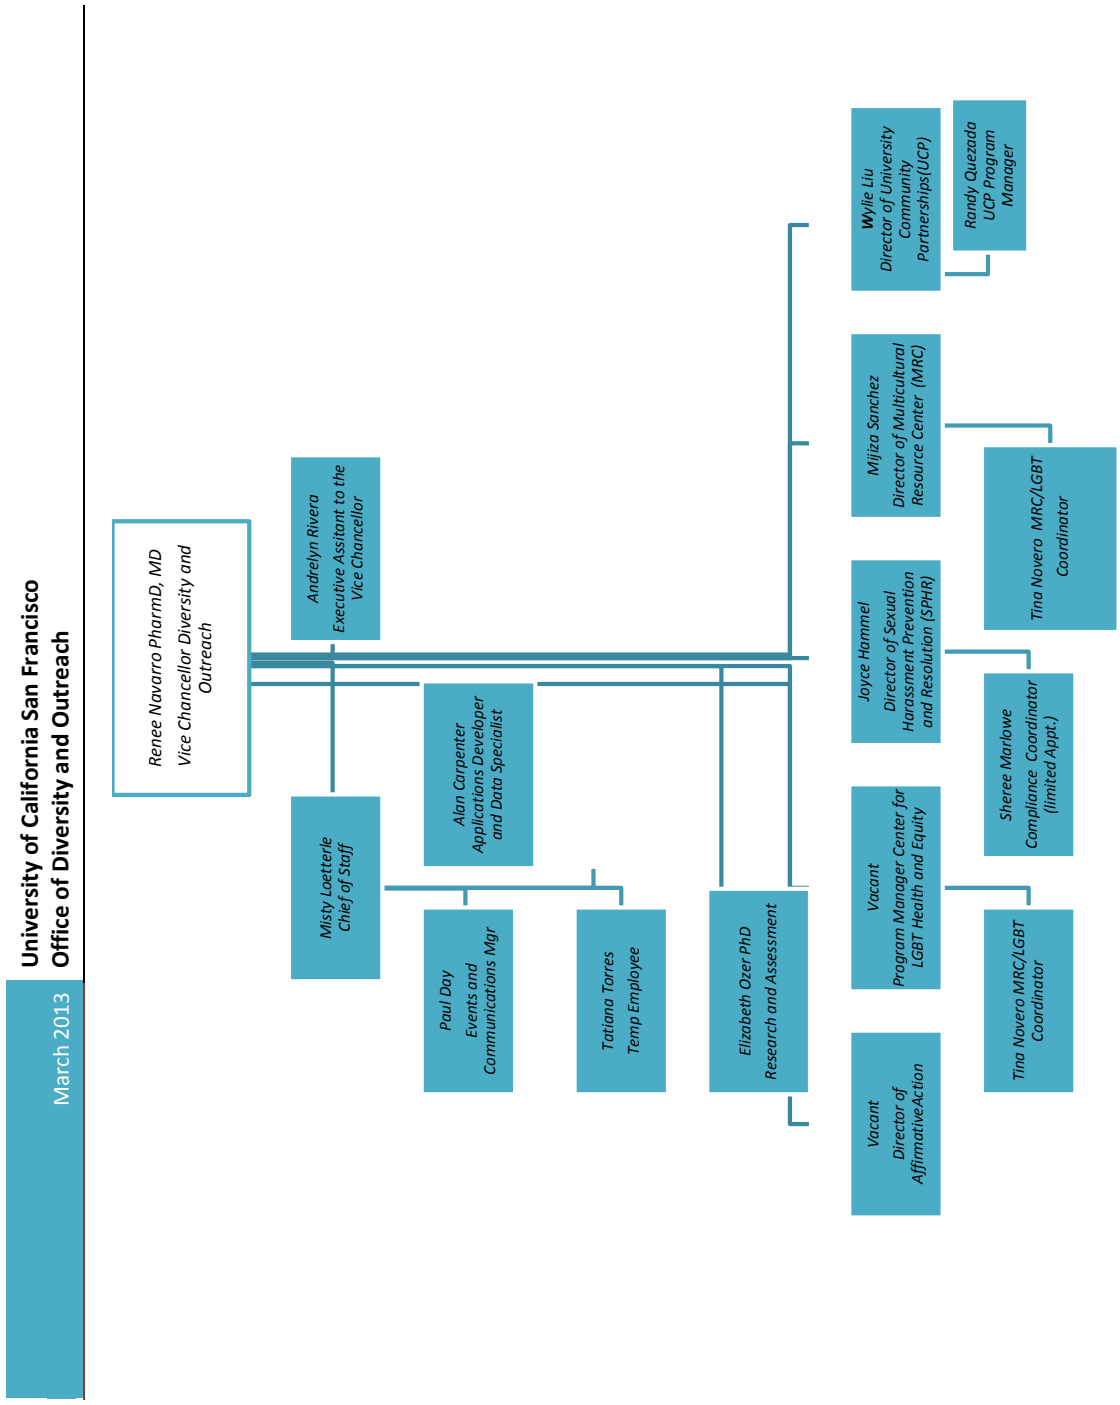 March 2013
University of California San Francisco
Office of Diversity and Outreach
Renee Navarro PharmD, MD
Vice Chancellor Diversity and
Outreach
Misty Loetterle
Chief of Staff
Andrelyn Rivera
Executive Assitant to the
Vice Chancellor
Paul Day
Events and
Communications Mgr
Alan Carpenter
Applications Developer
and Data Specialist
Tatiana Torres
Temp Employee
Elizabeth Ozer PhD
Research and Assessment
Vacant
Director of
AffirmativeAction
Vacant
Program Manager Center for
LGBT Health and Equity
Joyce Hammel
Director of Sexual
Harassment Prevention
and Resolution (SPHR)
Mijiza Sanchez
Director of Multicultural
Resource Center (MRC)
Wylie Liu
Director of University
Community
Partnerships(UCP)
Tina Novero MRC/LGBT
Coordinator
Sheree Marlowe
Compliance Coordinator
(limited Appt.)
Tina Novero MRC/LGBT
Coordinator
Randy Quezada
UCP Program
Manager